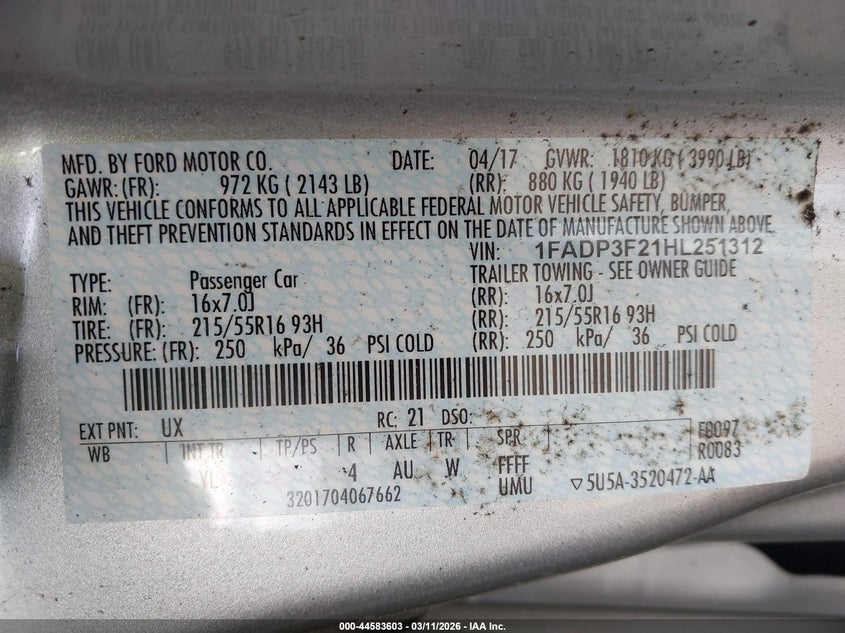 MFD. BY FORD MOTOR CO. DATE: 04/17 GVWR: 1810 KG ( 3990 LB)
GAWR: (FR): 972 KG ( 2143 LB) (RR): 880 KG ( 1940 LB)
THIS VEHICLE CONFORMS TO ALL APPLICABLE FEDERAL MOTOR VEHICLE SAFETY, BUMPER,
AND THEFT PREVENTION STANDARDS IN EFFECT ON THE DATE OF MANUFACTURE SHOWN ABOVE.
VIN: 1FADP3F21HL251312
TYPE: Passenger Car TRAILER TOWING - SEE OWNER GUIDE
RIM: (FR): 16x7.0J (RR): 16x7.0J
TIRE: (FR): 215/55R16 93H (RR): 215/55R16 93H
PRESSURE: (FR): 250 kPa/ 36 PSI COLD (RR): 250 kPa/ 36 PSI COLD
EXT PNT: UX RC: 21 DSO:
WB INT TR TP/PS R AXLE TR SPR E0097
R0083
4 AU W FFFF
UMU
3201704067662 ▽5U5A-3520472-AA
000-44583603 — 03/11/2026 — IAA Inc.